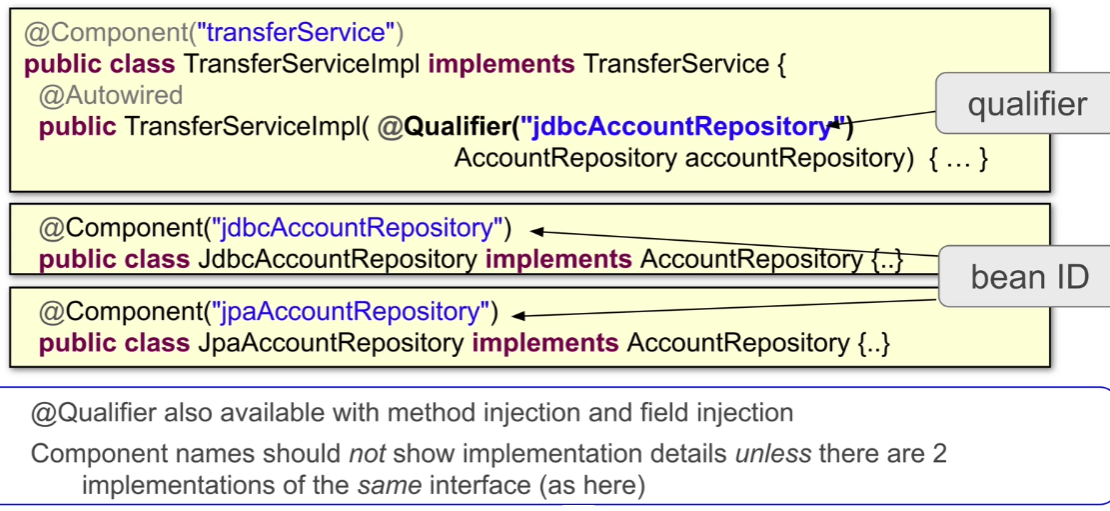 @Component("transferService")
public class TransferServiceImpl implements TransferService {
@Autowired
public TransferServiceImpl( @Qualifier("jdbcAccountRepository")
AccountRepository accountRepository) { … }
qualifier
@Component("jdbcAccountRepository")
public class JdbcAccountRepository implements AccountRepository {..}
bean ID
@Component("jpaAccountRepository")
public class JpaAccountRepository implements AccountRepository {..}
@Qualifier also available with method injection and field injection
Component names should not show implementation details unless there are 2
implementations of the same interface (as here)